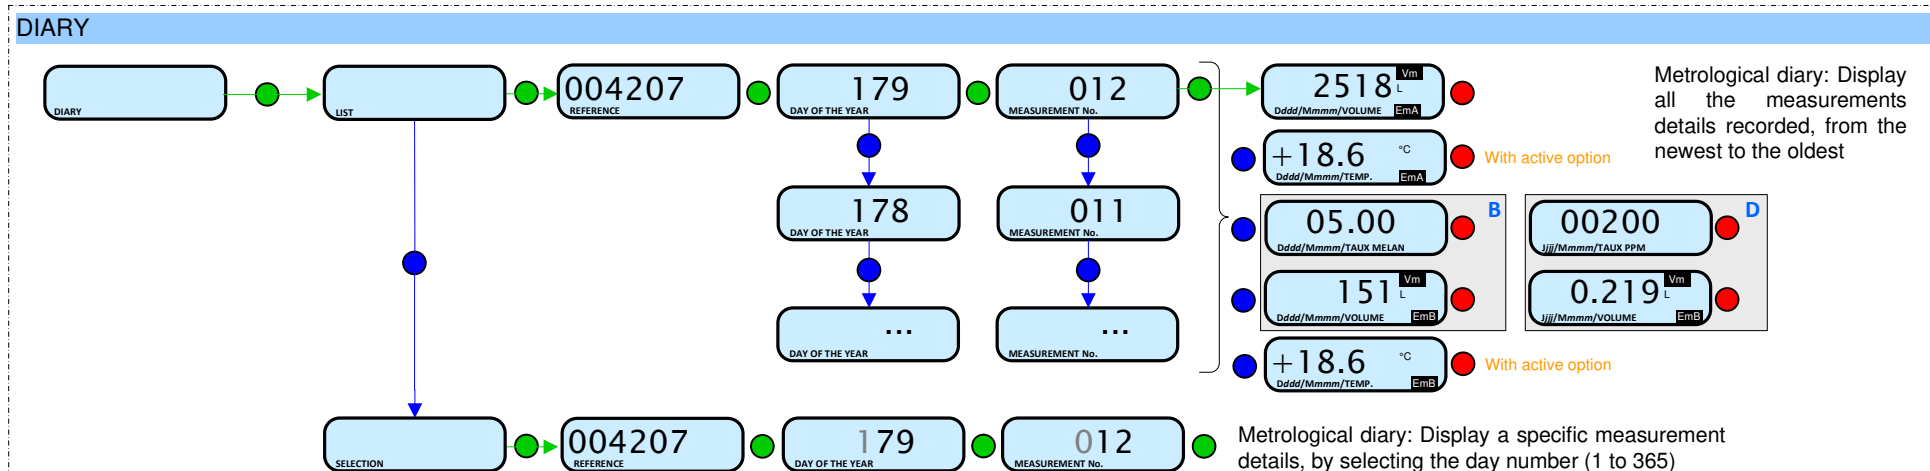 DIARY
DIARY
LIST
004207
REFERENCE
179
DAY OF THE YEAR
012
MEASUREMENT No.
2518 Vm
L
Dddd/Mmmm/VOLUME EmA
Metrological diary: Display
all the measurements
details recorded, from the
newest to the oldest
+18.6 °C
Dddd/Mmmm/TEMP. EmA
With active option
178
DAY OF THE YEAR
011
MEASUREMENT No.
05.00
Dddd/Mmmm/TAUX MELAN
B
00200
Jjjj/Mmmm/TAUX PPM
D
151 Vm
L
Dddd/Mmmm/VOLUME EmB
0.219 Vm
L
Jjjj/Mmmm/VOLUME EmB
...
DAY OF THE YEAR
...
MEASUREMENT No.
+18.6 °C
Dddd/Mmmm/TEMP. EmB
With active option
SELECTION
004207
REFERENCE
179
DAY OF THE YEAR
012
MEASUREMENT No.
Metrological diary: Display a specific measurement
details, by selecting the day number (1 to 365)